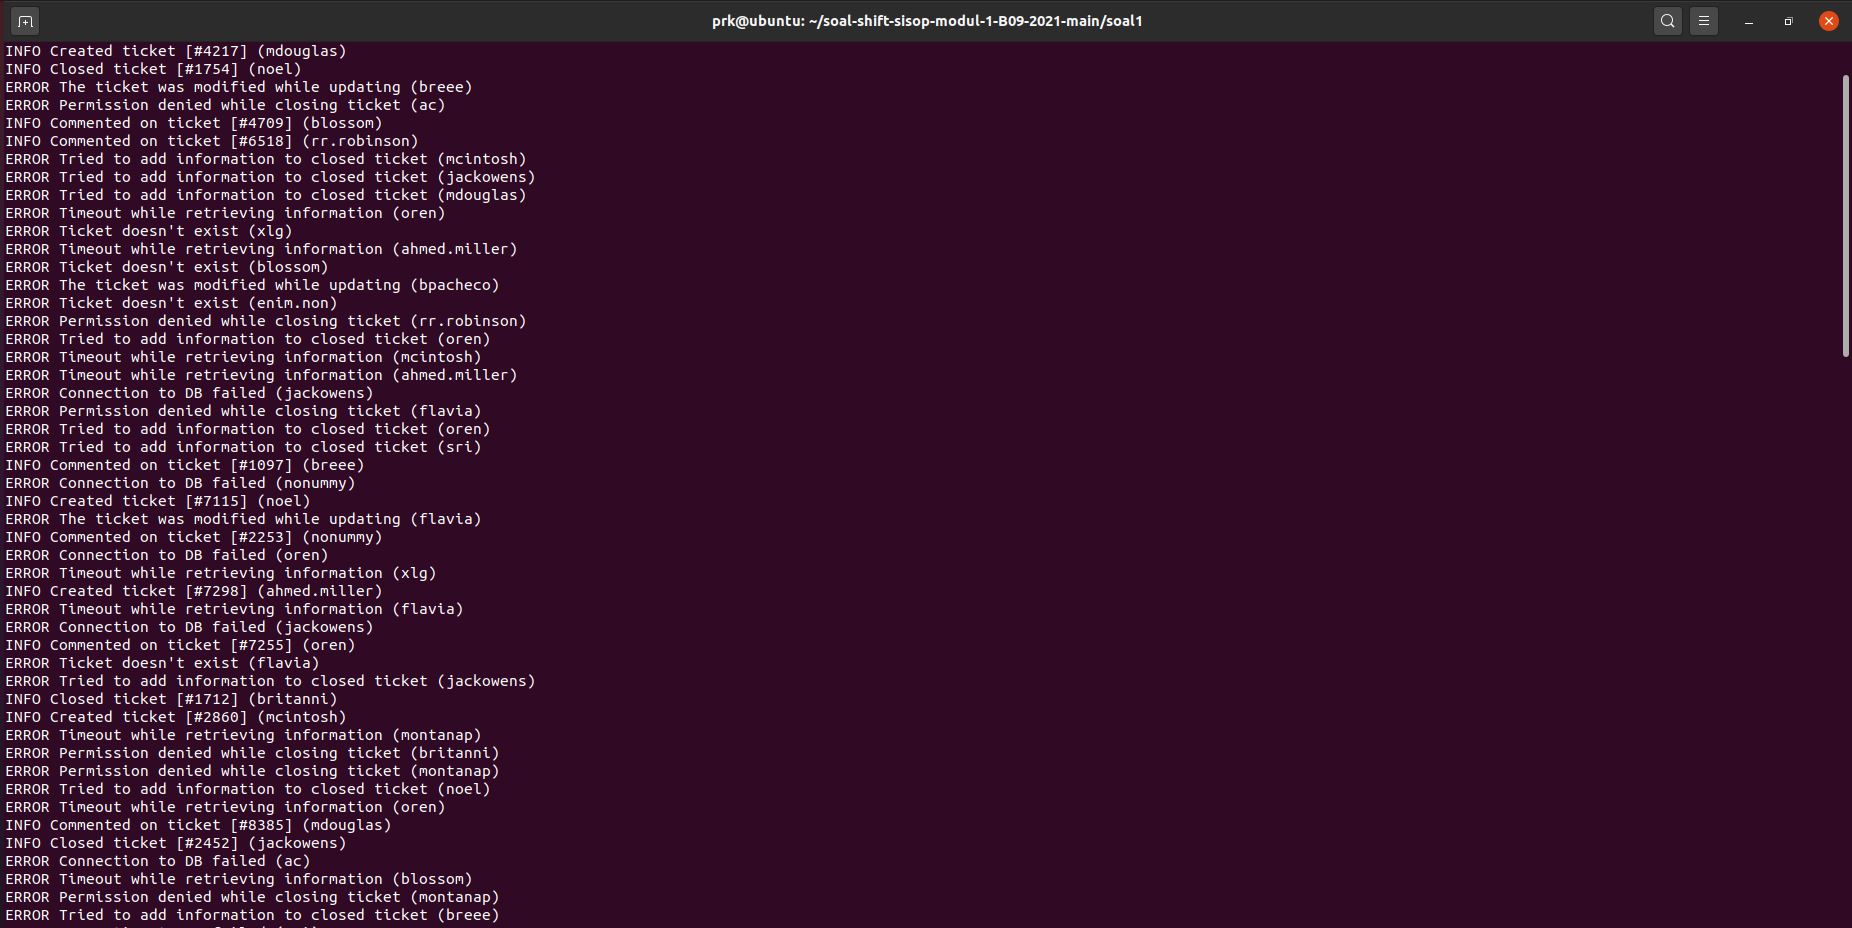 prk@ubuntu: ~/soal-shift-sisop-modul-1-B09-2021-main/soal1
INFO Created ticket [#4217] (mdouglas)
INFO Closed ticket [#1754] (noel)
ERROR The ticket was modified while updating (breee)
ERROR Permission denied while closing ticket (ac)
INFO Commented on ticket [#4709] (blossom)
INFO Commented on ticket [#6518] (rr.robinson)
ERROR Tried to add information to closed ticket (mcintosh)
ERROR Tried to add information to closed ticket (jackowens)
ERROR Tried to add information to closed ticket (mdouglas)
ERROR Timeout while retrieving information (oren)
ERROR Ticket doesn't exist (xlg)
ERROR Timeout while retrieving information (ahmed.miller)
ERROR Ticket doesn't exist (blossom)
ERROR The ticket was modified while updating (bpacheco)
ERROR Ticket doesn't exist (enim.non)
ERROR Permission denied while closing ticket (rr.robinson)
ERROR Tried to add information to closed ticket (oren)
ERROR Timeout while retrieving information (mcintosh)
ERROR Timeout while retrieving information (ahmed.miller)
ERROR Connection to DB failed (jackowens)
ERROR Permission denied while closing ticket (flavia)
ERROR Tried to add information to closed ticket (oren)
ERROR Tried to add information to closed ticket (sri)
INFO Commented on ticket [#1097] (breee)
ERROR Connection to DB failed (nonummy)
INFO Created ticket [#7115] (noel)
ERROR The ticket was modified while updating (flavia)
INFO Commented on ticket [#2253] (nonummy)
ERROR Connection to DB failed (oren)
ERROR Timeout while retrieving information (xlg)
INFO Created ticket [#7298] (ahmed.miller)
ERROR Timeout while retrieving information (flavia)
ERROR Connection to DB failed (jackowens)
INFO Commented on ticket [#7255] (oren)
ERROR Ticket doesn't exist (flavia)
ERROR Tried to add information to closed ticket (jackowens)
INFO Closed ticket [#1712] (britanni)
INFO Created ticket [#2860] (mcintosh)
ERROR Timeout while retrieving information (montanap)
ERROR Permission denied while closing ticket (britanni)
ERROR Permission denied while closing ticket (montanap)
ERROR Tried to add information to closed ticket (noel)
ERROR Timeout while retrieving information (oren)
INFO Commented on ticket [#8385] (mdouglas)
INFO Closed ticket [#2452] (jackowens)
ERROR Connection to DB failed (ac)
ERROR Timeout while retrieving information (blossom)
ERROR Permission denied while closing ticket (montanap)
ERROR Tried to add information to closed ticket (breee)